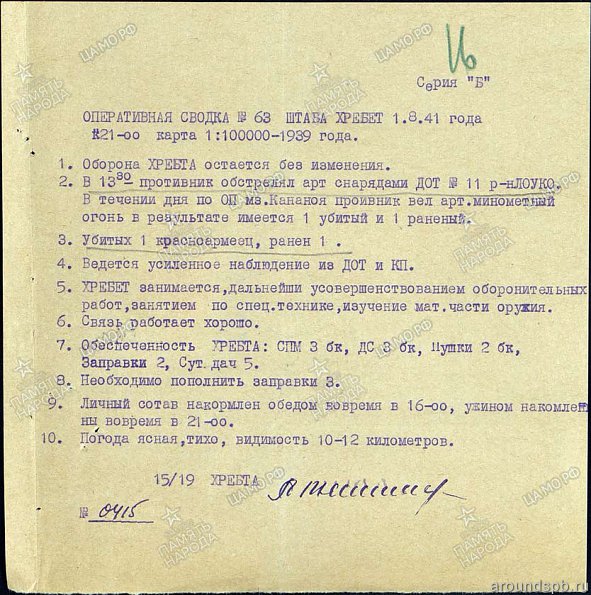 16
Серия "Б"
ОПЕРАТИВНАЯ СВОДКА № 63 ШТАБА ХРЕБЕТ 1.8.41 года
К21-оо карта 1:100000-1939 года.
1. Оборона ХРЕБТА остается без изменения.
2. В 13³⁰ противник обстрелял арт снарядами ДОТ № 11 р-нЛОУКО.
В течении дня по ОП мз.Капаноя проивник вел арт.минометный
огонь в результате имеется 1 убитый и 1 раненый.
3. Убитых 1 красноармеец, ранен 1 .
4. Ведется усиленное наблюдение из ДОТ и КП.
5. ХРЕБЕТ занимается,дальнейши усовершенствованием оборонительных
работ,занятием по спец.технике,изучение мат.части оружия.
6. Связь работает хорошо.
7. Обеспеченность УРЕБТА: СПМ 3 бк, ДС 3 бк, Пушки 2 бк,
Заправки 2, Сут.дач 5.
8. Необходимо пополнить заправки 3.
9. Личный сотав накормлен обедом вовремя в 16-оо, ужином накомлен
ны вовремя в 21-оо.
10. Погода ясная,тихо, видимость 10-12 километров.
15/19 ХРЕБТА
№ 0415
ПАМЯТЬ НАРОДА
ЦАМО.РФ
aroundspb.ru